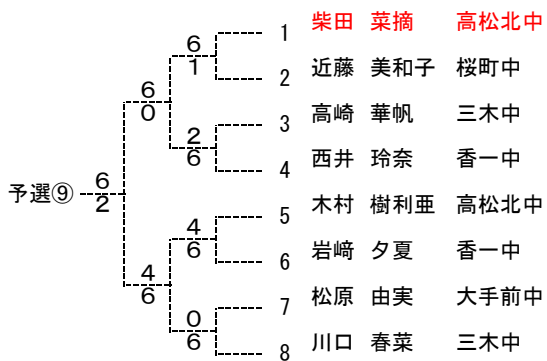 1 柴田 菜摘 高松北中
6
1
2 近藤 美和子 桜町中
6
0
3 高崎 華帆 三木中
2
6
4 西井 玲奈 香一中
予選⑨
6
2
5 木村 樹利亜 高松北中
4
6
6 岩﨑 夕夏 香一中
4
6
7 松原 由実 大手前中
0
6
8 川口 春菜 三木中